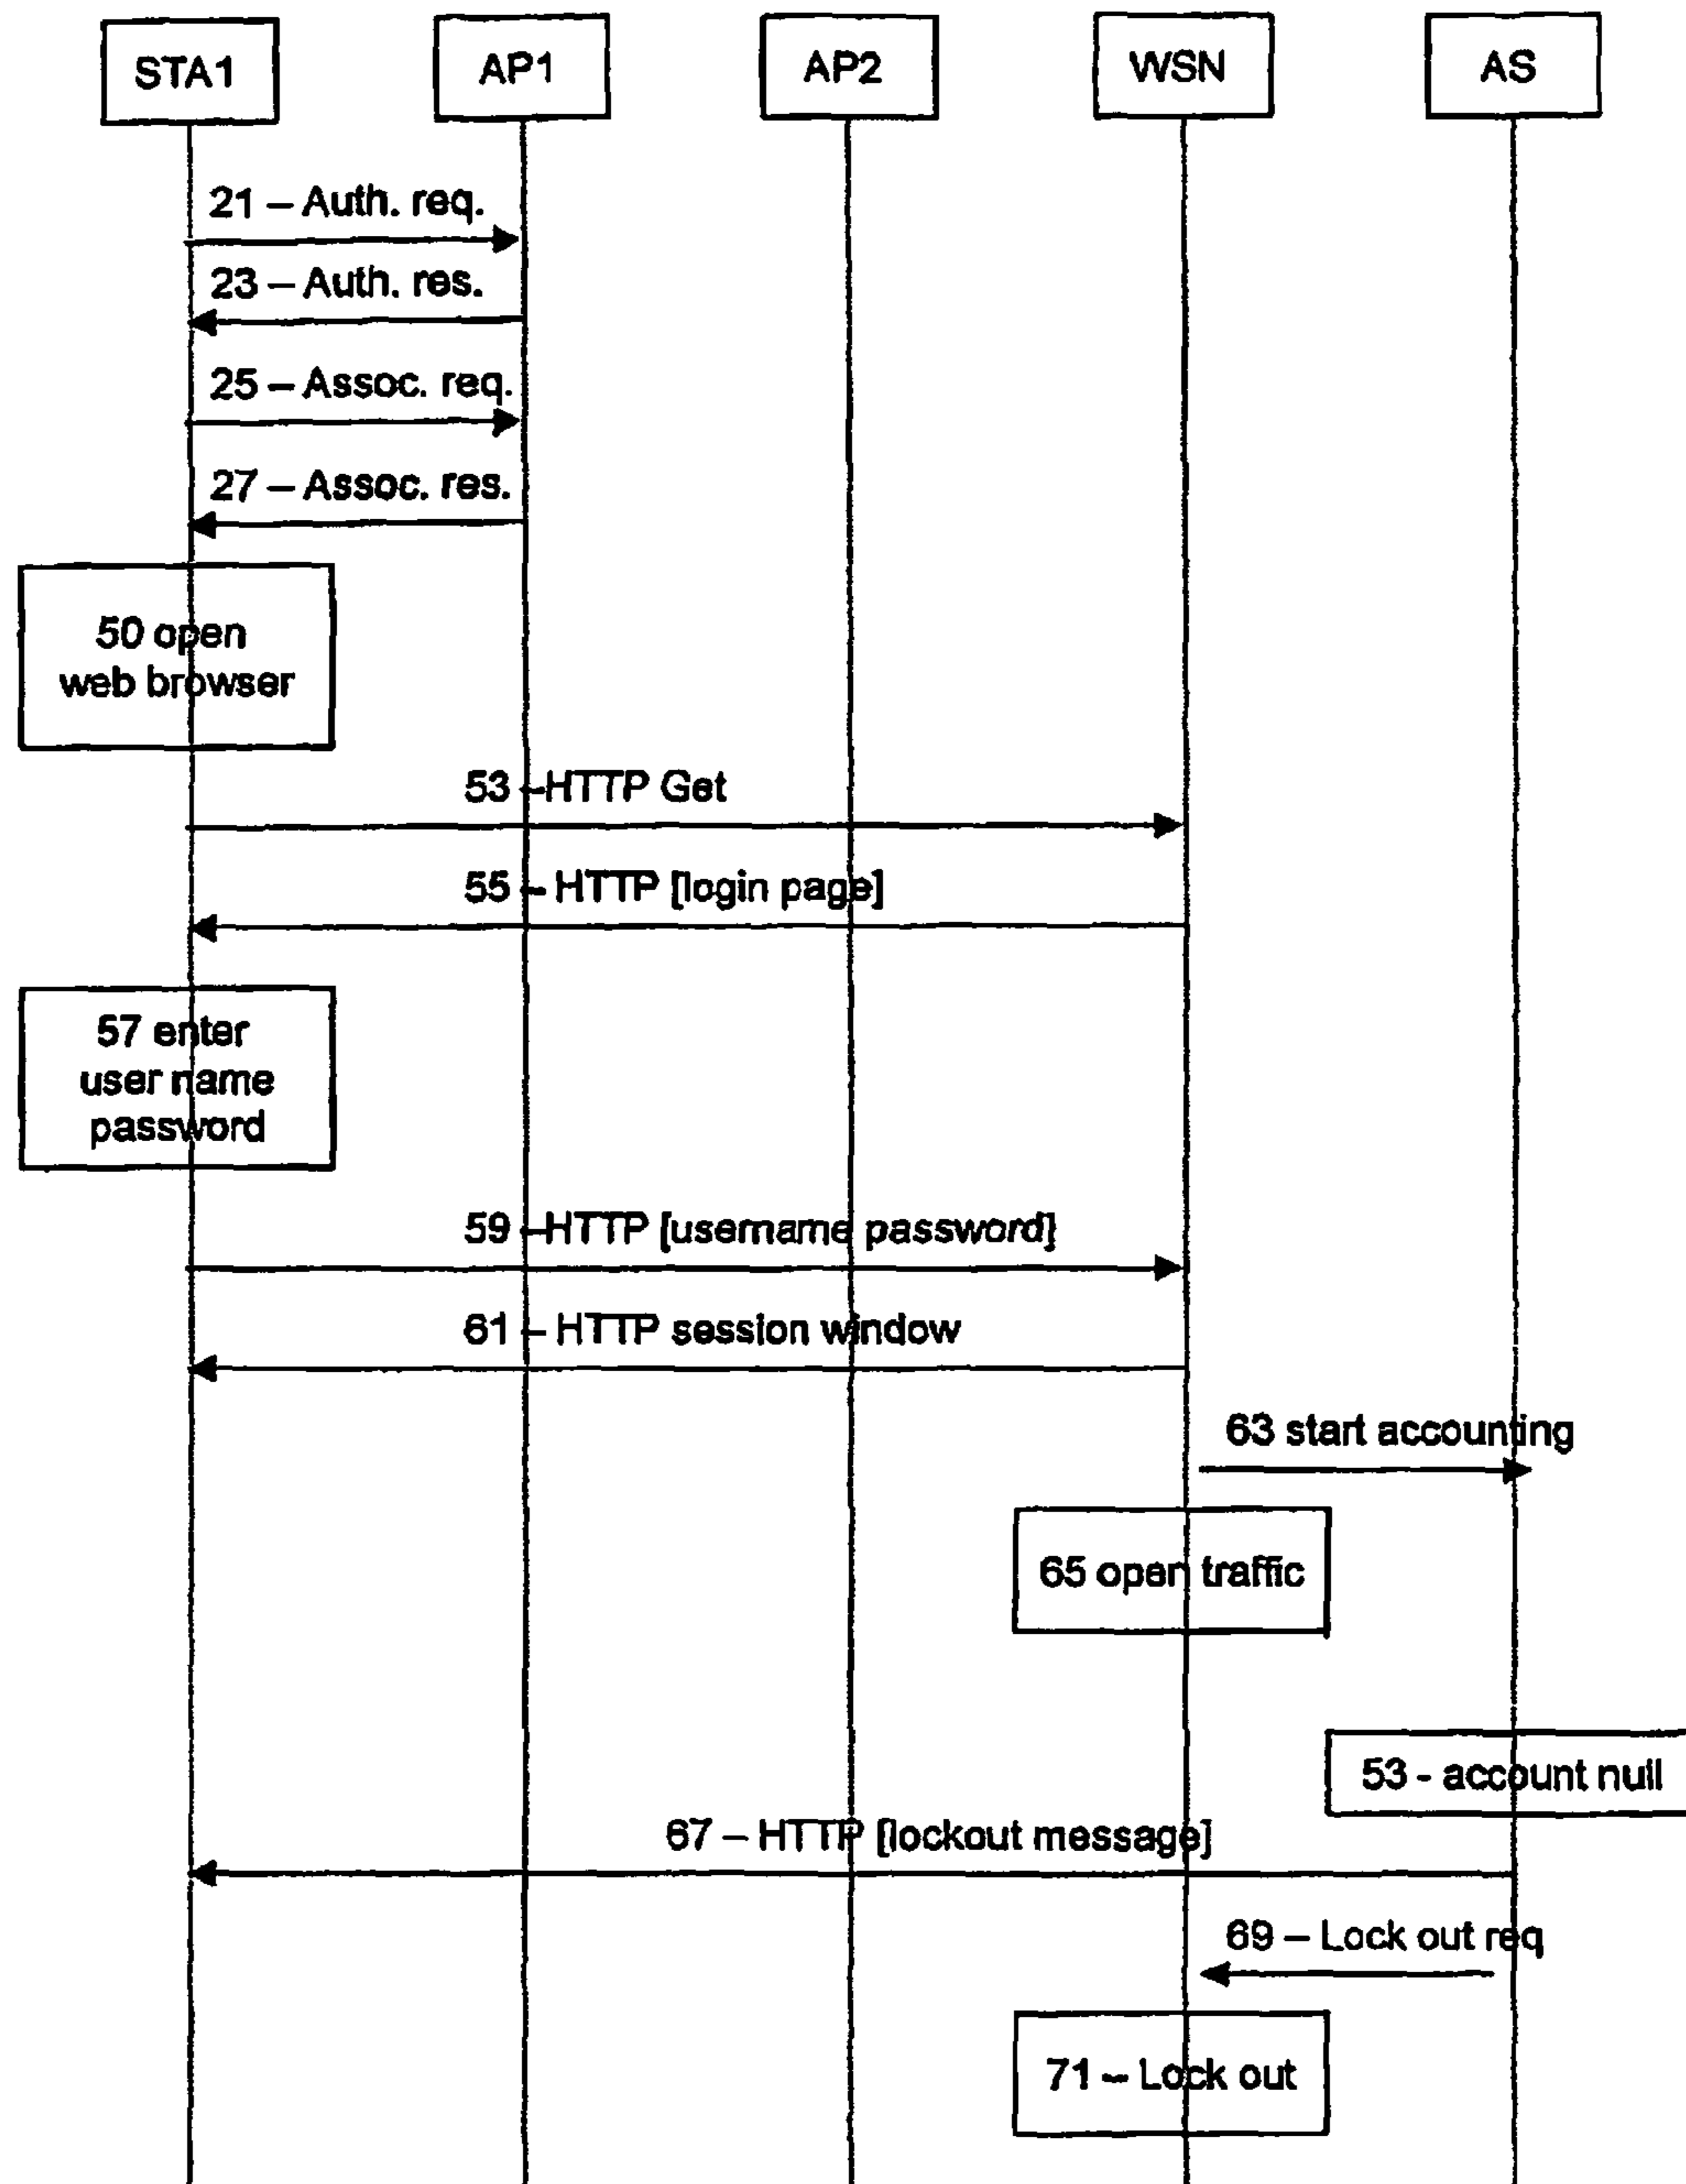 STA1 AP1 AP2 WSN AS
21 – Auth. req.
23 – Auth. res.
25 – Assoc. req.
27 – Assoc. res.
50 open
web browser
53 –HTTP Get
55 – HTTP [login page]
57 enter
user name
password
59 –HTTP [username password]
61 – HTTP session window
63 start accounting
65 open traffic
53 - account null
67 – HTTP [lockout message]
69 – Lock out req
71 – Lock out